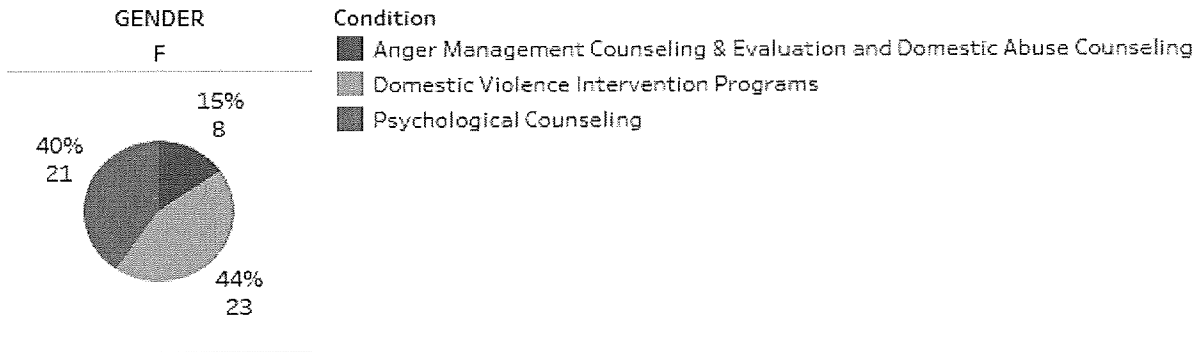 GENDER
F
15%
8
40%
21
44%
23
Condition
Anger Management Counseling & Evaluation and Domestic Abuse Counseling
Domestic Violence Intervention Programs
Psychological Counseling